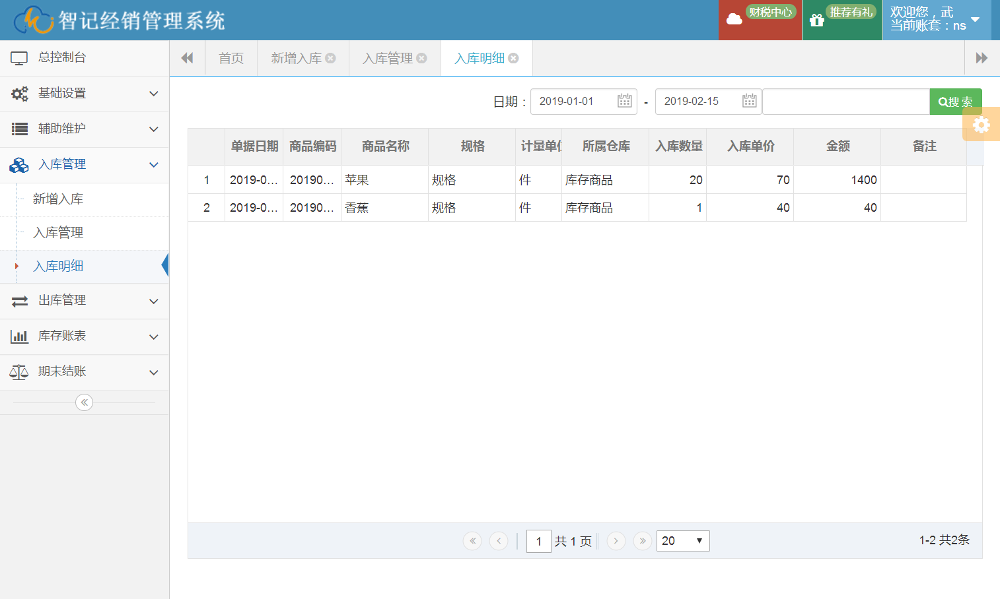 智记经销管理系统
财税中心
推荐有礼
欢迎您，武
当前账套：ns
总控制台
基础设置
辅助维护
入库管理
新增入库
入库管理
入库明细
出库管理
库存账表
期末结账
首页 新增入库 入库管理 入库明细
日期： 2019-01-01 - 2019-02-15 搜 索
单据日期 商品编码 商品名称 规格 计量单位 所属仓库 入库数量 入库单价 金额 备注
1 2019-0... 20190... 苹果 规格 件 库存商品 20 70 1400
2 2019-0... 20190... 香蕉 规格 件 库存商品 1 40 40
1 共 1 页 20 1-2 共2条